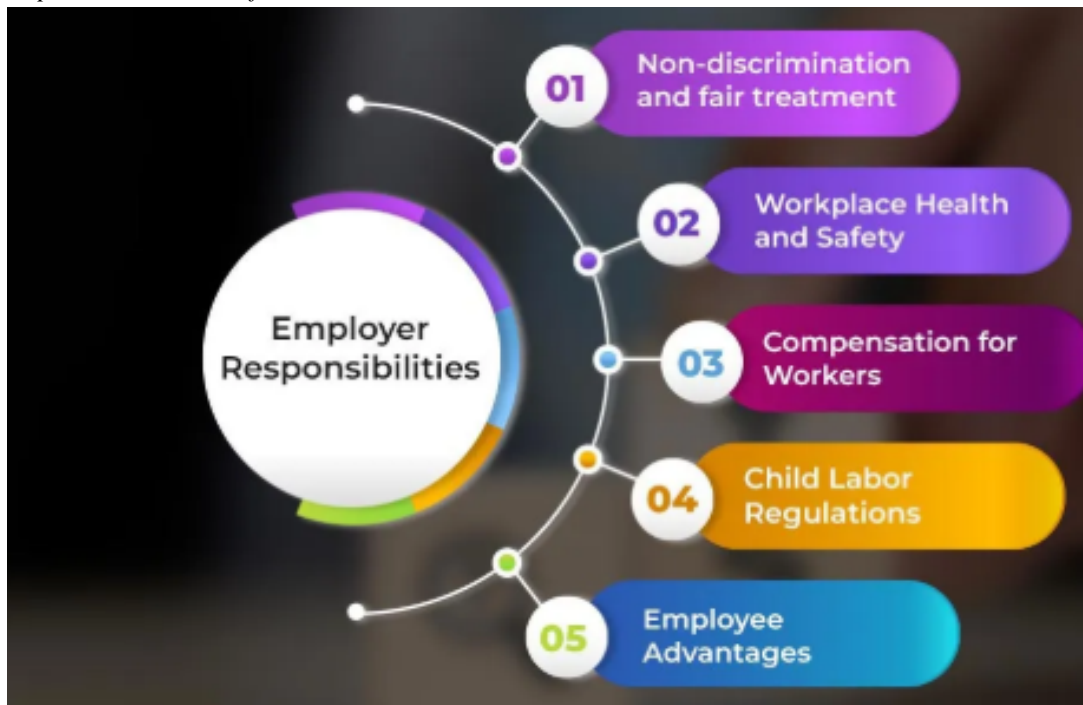 Employer
Responsibilities
01
Non-discrimination
and fair treatment
02
Workplace Health
and Safety
03
Compensation for
Workers
04
Child Labor
Regulations
05
Employee
Advantages